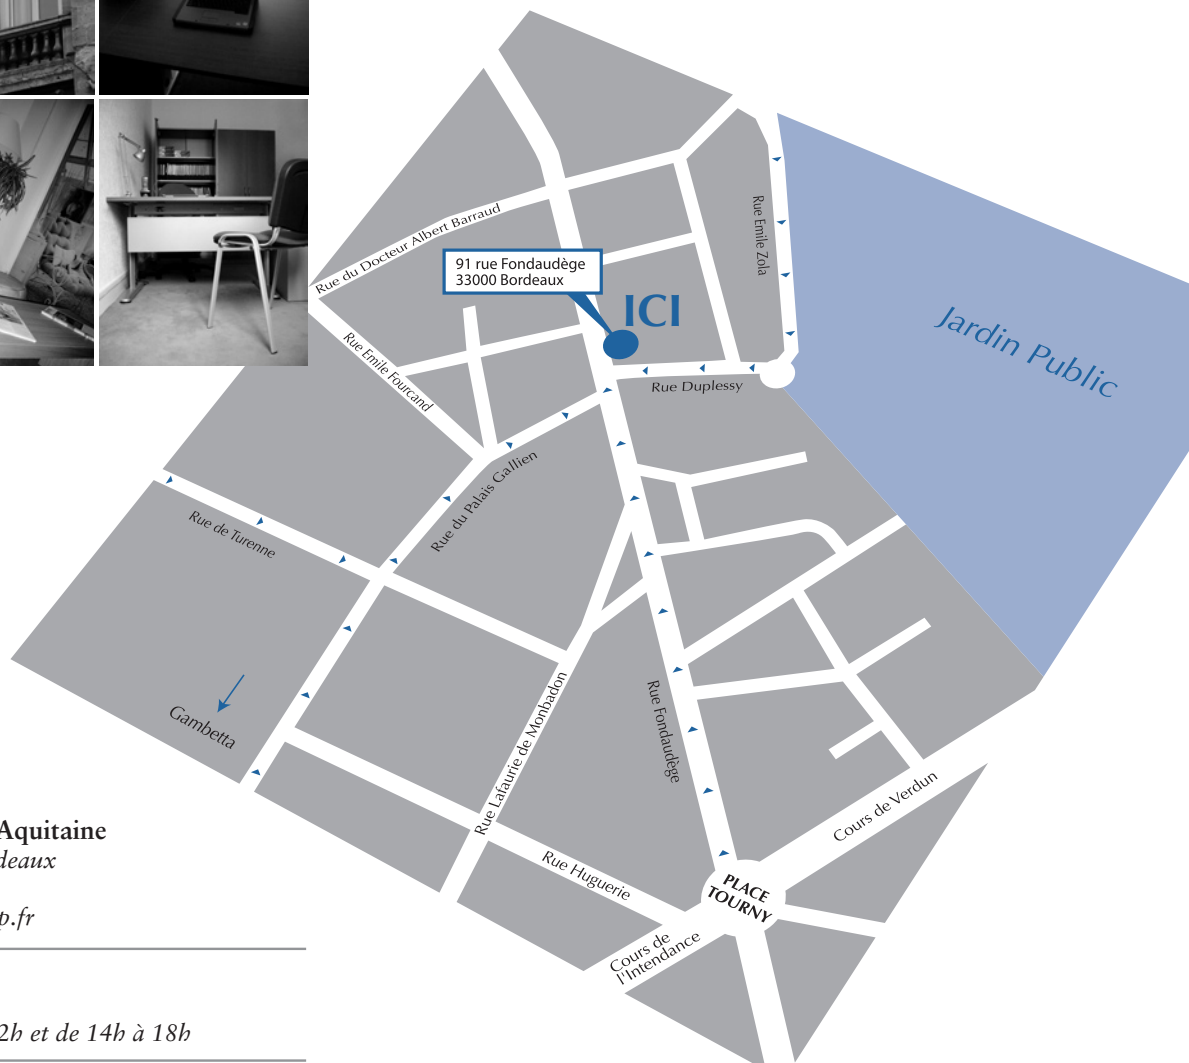 Rue du Docteur Albert Barraud
Rue Emile Zola
91 rue Fondaudège
33000 Bordeaux
ICI
Jardin Public
Rue Emile Fourcand
Rue Duplessy
Rue du Palais Gallien
Rue de Turenne
Gambetta
Rue Lafaurie de Monbadon
Rue Fondaudège
Cours de Verdun
Rue Huguerie
PLACE
TOURNY
Cours de
l'Intendance
Aquitaine
deaux
p.fr
2h et de 14h à 18h